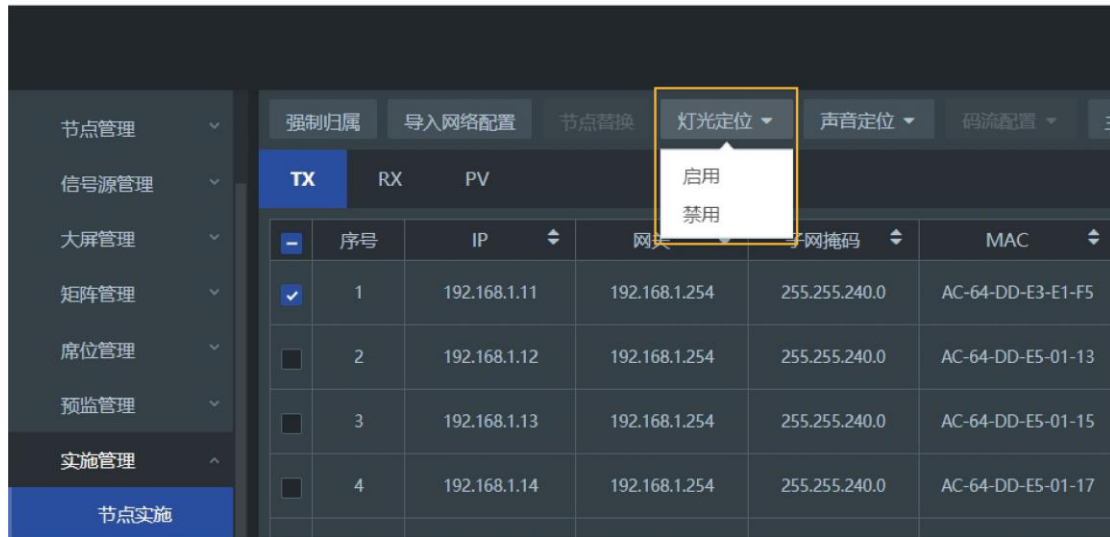 强制归属 导入网络配置 节点替换 灯光定位 声音定位 码流配置
启用
禁用
TX RX PV
节点管理
信号源管理
大屏管理
矩阵管理
席位管理
预监管理
实施管理
节点实施
序号 IP 网关 子网掩码 MAC
1 192.168.1.11 192.168.1.254 255.255.240.0 AC-64-DD-E3-E1-F5
2 192.168.1.12 192.168.1.254 255.255.240.0 AC-64-DD-E5-01-13
3 192.168.1.13 192.168.1.254 255.255.240.0 AC-64-DD-E5-01-15
4 192.168.1.14 192.168.1.254 255.255.240.0 AC-64-DD-E5-01-17